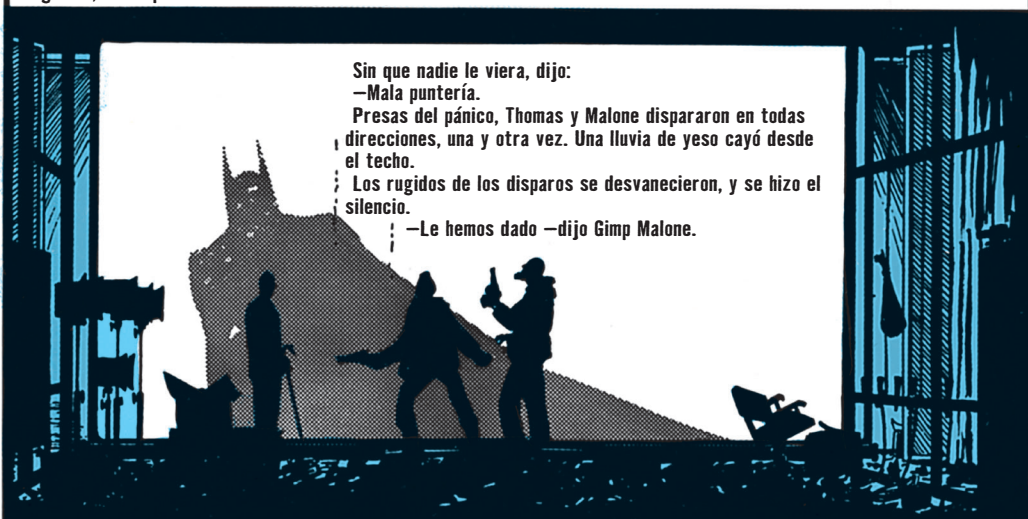 Sin que nadie le viera, dijo:
—Mala puntería.
Presas del pánico, Thomas y Malone dispararon en todas
direcciones, una y otra vez. Una lluvia de yeso cayó desde
el techo.
Los rugidos de los disparos se desvanecieron, y se hizo el
silencio.
—Le hemos dado —dijo Gimp Malone.